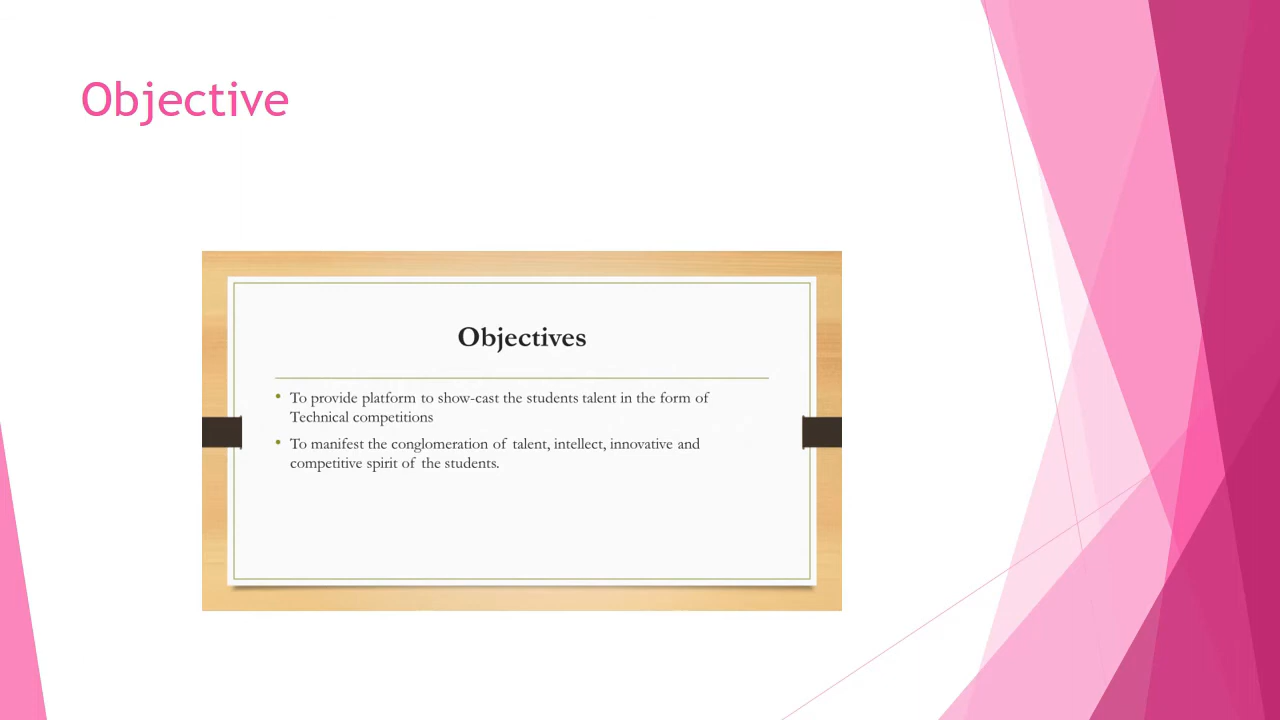 Objective
Objectives
• To provide platform to show-cast the students talent in the form of
Technical competitions
• To manifest the conglomeration of talent, intellect, innovative and
competitive spirit of the students.